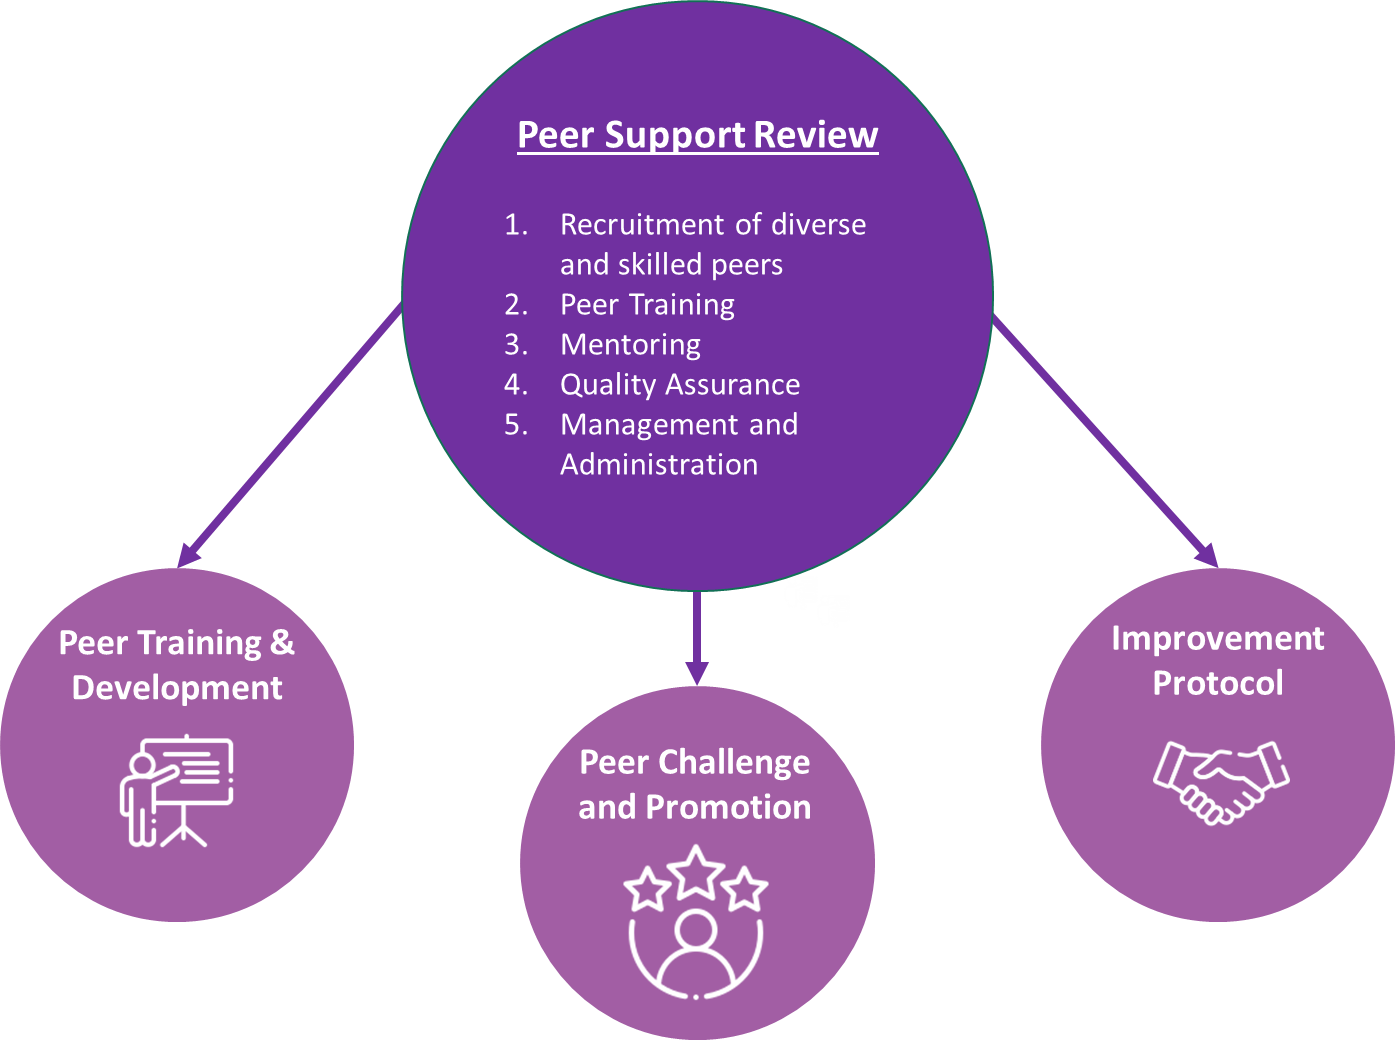 Peer Support Review
1. Recruitment of diverse
and skilled peers
2. Peer Training
3. Mentoring
4. Quality Assurance
5. Management and
Administration
Peer Training &
Development
Peer Challenge
and Promotion
Improvement
Protocol